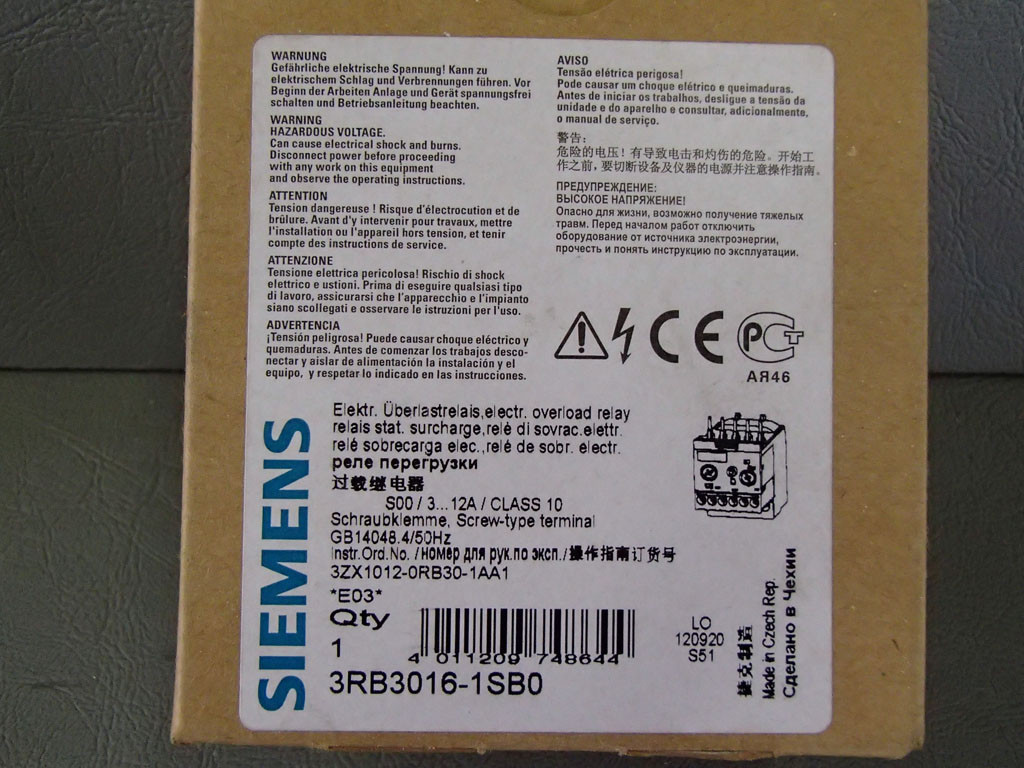 WARNUNG
Gefährliche elektrische Spannung! Kann zu
elektrischem Schlag und Verbrennungen führen. Vor
Beginn der Arbeiten Anlage und Gerät spannungsfrei
schalten und Betriebsanleitung beachten.
WARNING
HAZARDOUS VOLTAGE.
Can cause electrical shock and burns.
Disconnect power before proceeding
with any work on this equipment
and observe the operating instructions.
ATTENTION
Tension dangereuse ! Risque d'électrocution et de
brûlure. Avant d'y intervenir pour travaux, mettre
l'installation ou l'appareil hors tension, et tenir
compte des instructions de service.
ATTENZIONE
Tensione elettrica pericolosa! Rischio di shock
elettrico e ustioni. Prima di eseguire qualsiasi tipo
di lavoro, assicurarsi che l'apparecchio e l'impianto
siano scollegati e osservare le istruzioni per l'uso.
ADVERTENCIA
¡Tensión peligrosa! Puede causar choque eléctrico y
quemaduras. Antes de comenzar los trabajos desco-
nectar y aislar de alimentación la instalación y el
equipo, y respetar lo indicado en las instrucciones.
AVISO
Tensão elétrica perigosa!
Pode causar um choque elétrico e queimaduras.
Antes de iniciar os trabalhos, desligue a tensão da
unidade e do aparelho e consultar, adicionalmente,
o manual de serviço.
警告：
危险的电压！有导致电击和灼伤的危险。开始工
作之前，要切断设备及仪器的电源并注意操作指南。
ПРЕДУПРЕЖДЕНИЕ:
ВЫСОКОЕ НАПРЯЖЕНИЕ!
Опасно для жизни, возможно получение тяжелых
травм. Перед началом работ отключить
оборудование от источника электроэнергии,
прочесть и понять инструкцию по эксплуатации.
CE РСТ
АЯ46
SIEMENS
Elektr. Überlastrelais,electr. overload relay
relais stat. surcharge,relè di sovrac.elettr.
relé sobrecarga elec.,relé de sobr. electr.
реле перегрузки
过载继电器
S00 / 3...12A / CLASS 10
Schraubklemme, Screw-type terminal
GB14048.4/50Hz
Instr.Ord.No. /номер для рук.по эксп./操作指南订货号
3ZX1012-0RB30-1AA1
*E03*
Qty
1
4 011209 748644
3RB3016-1SB0
LO
120920
S51
捷克制造
Made in Czech Rep.
Сделано в Чехии